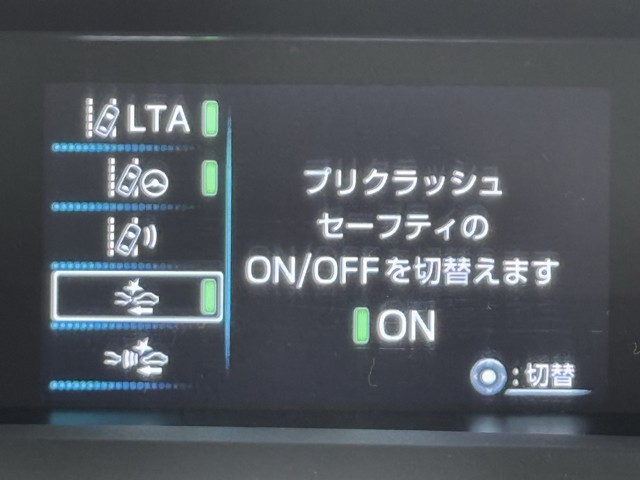 LTA
プリクラッシュ
セーフティの
ON/OFFを切替えます
ON
:切替